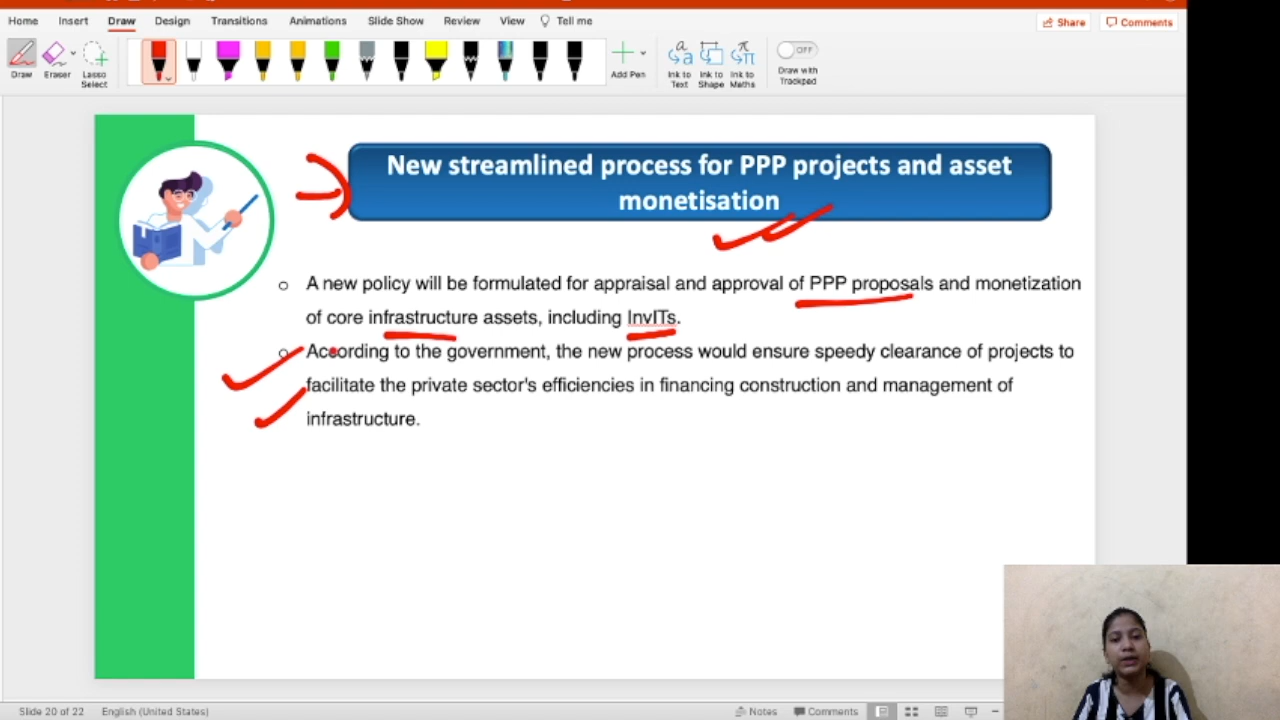 Home Insert Draw Design Transitions Animations Slide Show Review View Tell me
Share Comments
Draw Eraser Lasso Select Add Pen Ink to Text Ink to Shape Ink to Maths OFF Draw with Trackpad
New streamlined process for PPP projects and asset
monetisation
A new policy will be formulated for appraisal and approval of PPP proposals and monetization
of core infrastructure assets, including InvITs.
According to the government, the new process would ensure speedy clearance of projects to
facilitate the private sector's efficiencies in financing construction and management of
infrastructure.
Slide 20 of 22 English (United States) Notes Comments